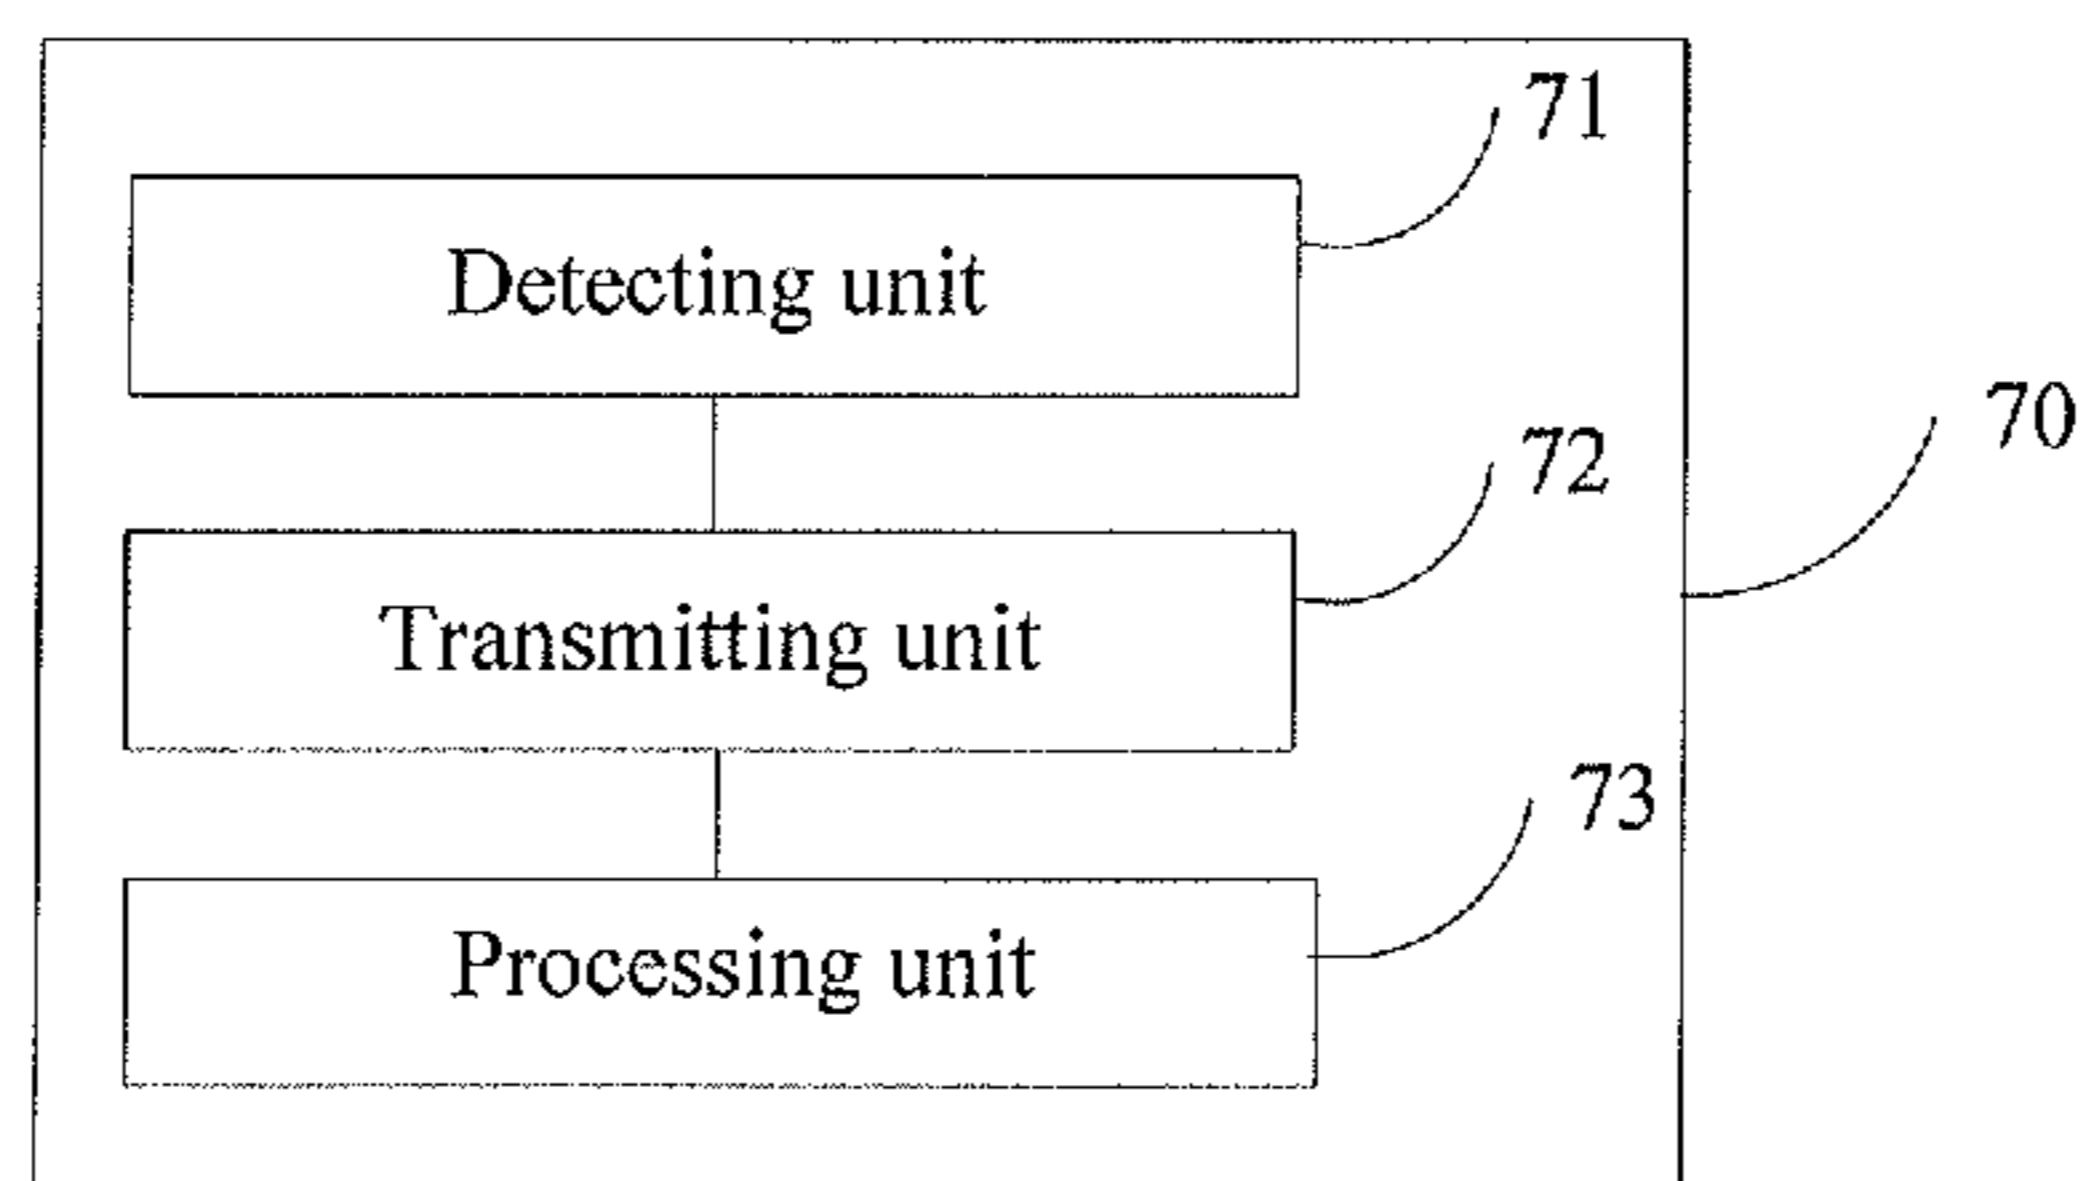 71
Detecting unit
70
72
Transmitting unit
73
Processing unit